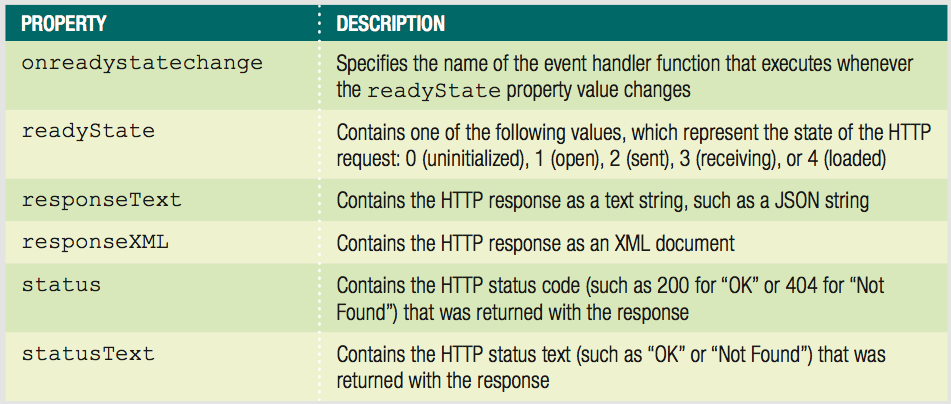 PROPERTY DESCRIPTION
onreadystatechange Specifies the name of the event handler function that executes whenever
the readyState property value changes
readyState Contains one of the following values, which represent the state of the HTTP
request: 0 (uninitialized), 1 (open), 2 (sent), 3 (receiving), or 4 (loaded)
responseText Contains the HTTP response as a text string, such as a JSON string
responseXML Contains the HTTP response as an XML document
status Contains the HTTP status code (such as 200 for “OK” or 404 for “Not
Found”) that was returned with the response
statusText Contains the HTTP status text (such as “OK” or “Not Found”) that was
returned with the response